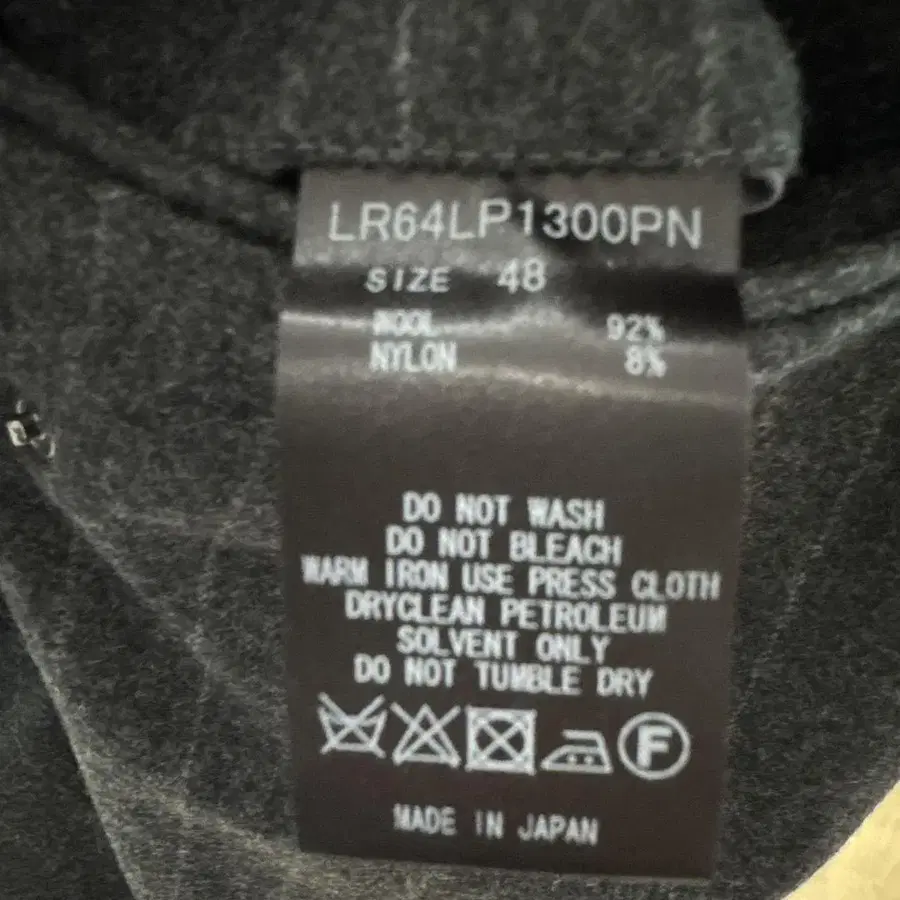 LR64LP1300PN
SIZE 48
WOOL 92%
NYLON 8%
DO NOT WASH
DO NOT BLEACH
WARM IRON USE PRESS CLOTH
DRYCLEAN PETROLEUM
SOLVENT ONLY
DO NOT TUMBLE DRY
F
MADE IN JAPAN